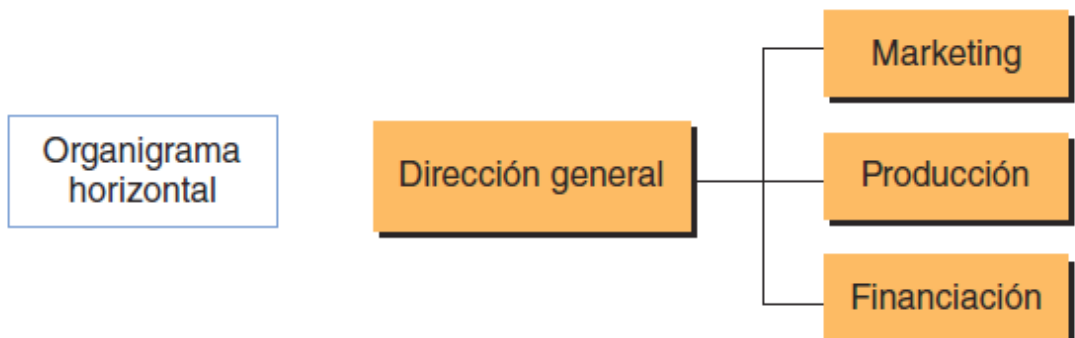 Organigrama
horizontal
Dirección general
Marketing
Producción
Financiación